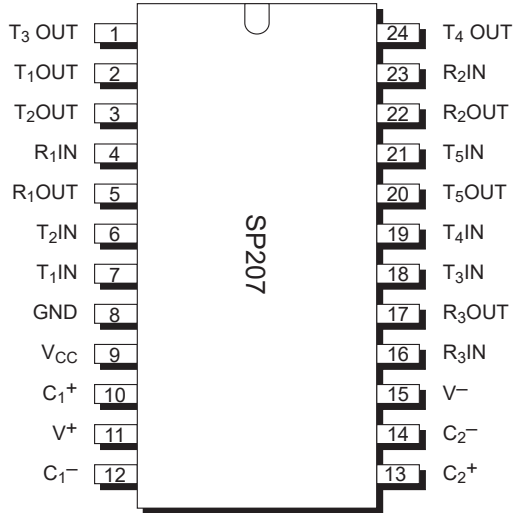 T₃ OUT 1 24 T₄ OUT
T₁OUT 2 23 R₂IN
T₂OUT 3 22 R₂OUT
R₁IN 4 21 T₅IN
R₁OUT 5 20 T₅OUT
T₂IN 6 19 T₄IN
T₁IN 7 18 T₃IN
GND 8 17 R₃OUT
V_CC 9 16 R₃IN
C₁⁺ 10 15 V⁻
V⁺ 11 14 C₂⁻
C₁⁻ 12 13 C₂⁺
SP207